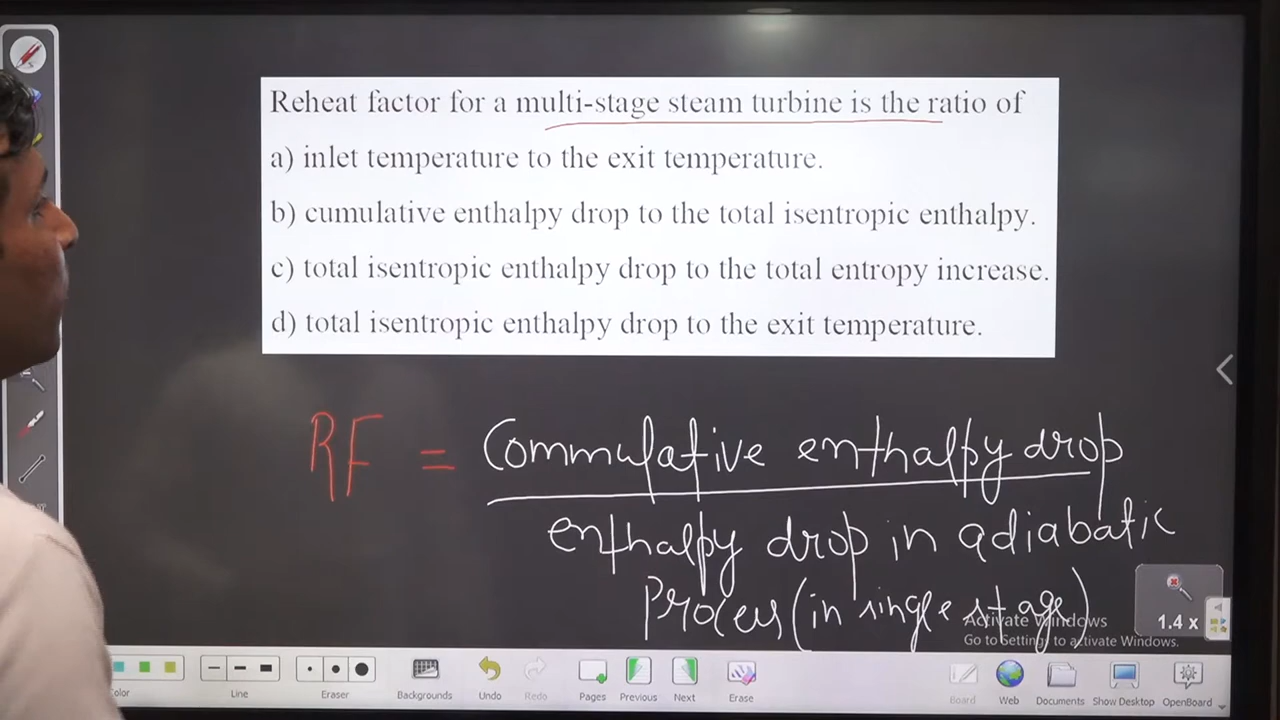 Reheat factor for a multi-stage steam turbine is the ratio of
a) inlet temperature to the exit temperature.
b) cumulative enthalpy drop to the total isentropic enthalpy.
c) total isentropic enthalpy drop to the total entropy increase.
d) total isentropic enthalpy drop to the exit temperature.
RF = Commulative enthalpy drop
enthalpy drop in adiabatic
Process (in single stage)
Activate Windows
Go to Settings to activate Windows.
1.4 x
olor
Line
Eraser
Backgrounds
Undo
Redo
Pages
Previous
Next
Erase
Board
Web
Documents
Show Desktop
OpenBoard